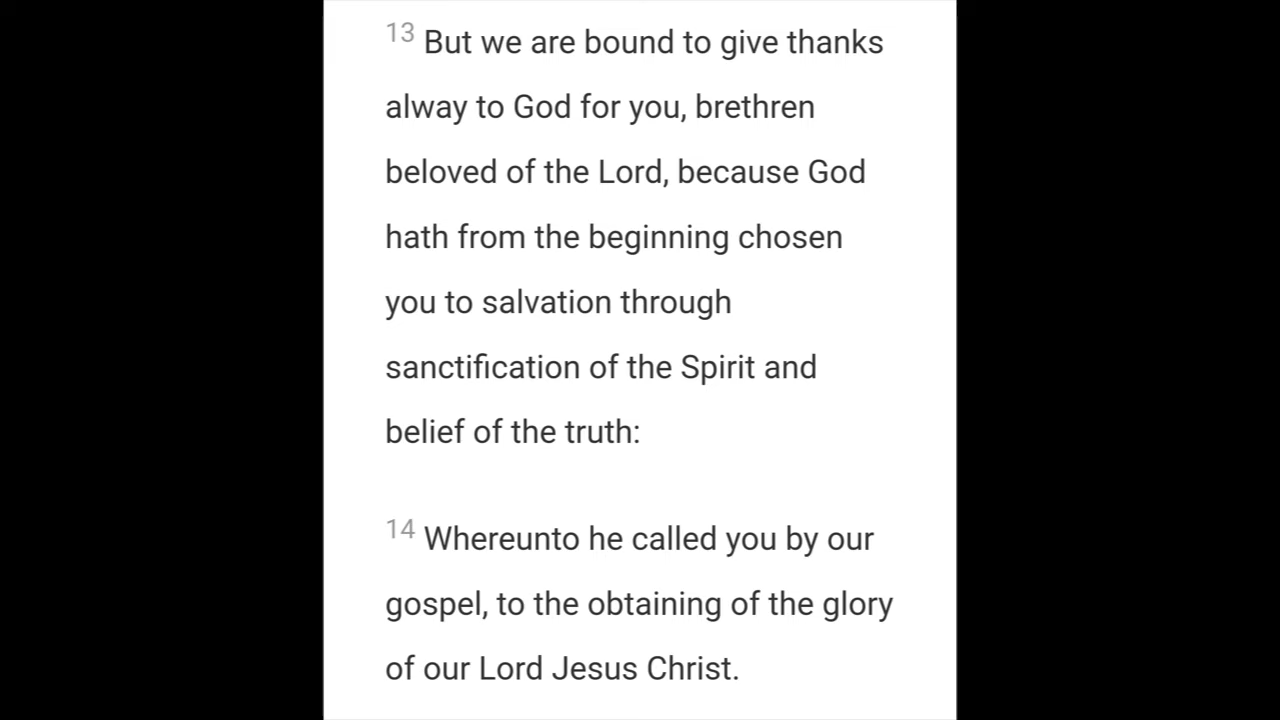 13 But we are bound to give thanks
alway to God for you, brethren
beloved of the Lord, because God
hath from the beginning chosen
you to salvation through
sanctification of the Spirit and
belief of the truth:
14 Whereunto he called you by our
gospel, to the obtaining of the glory
of our Lord Jesus Christ.